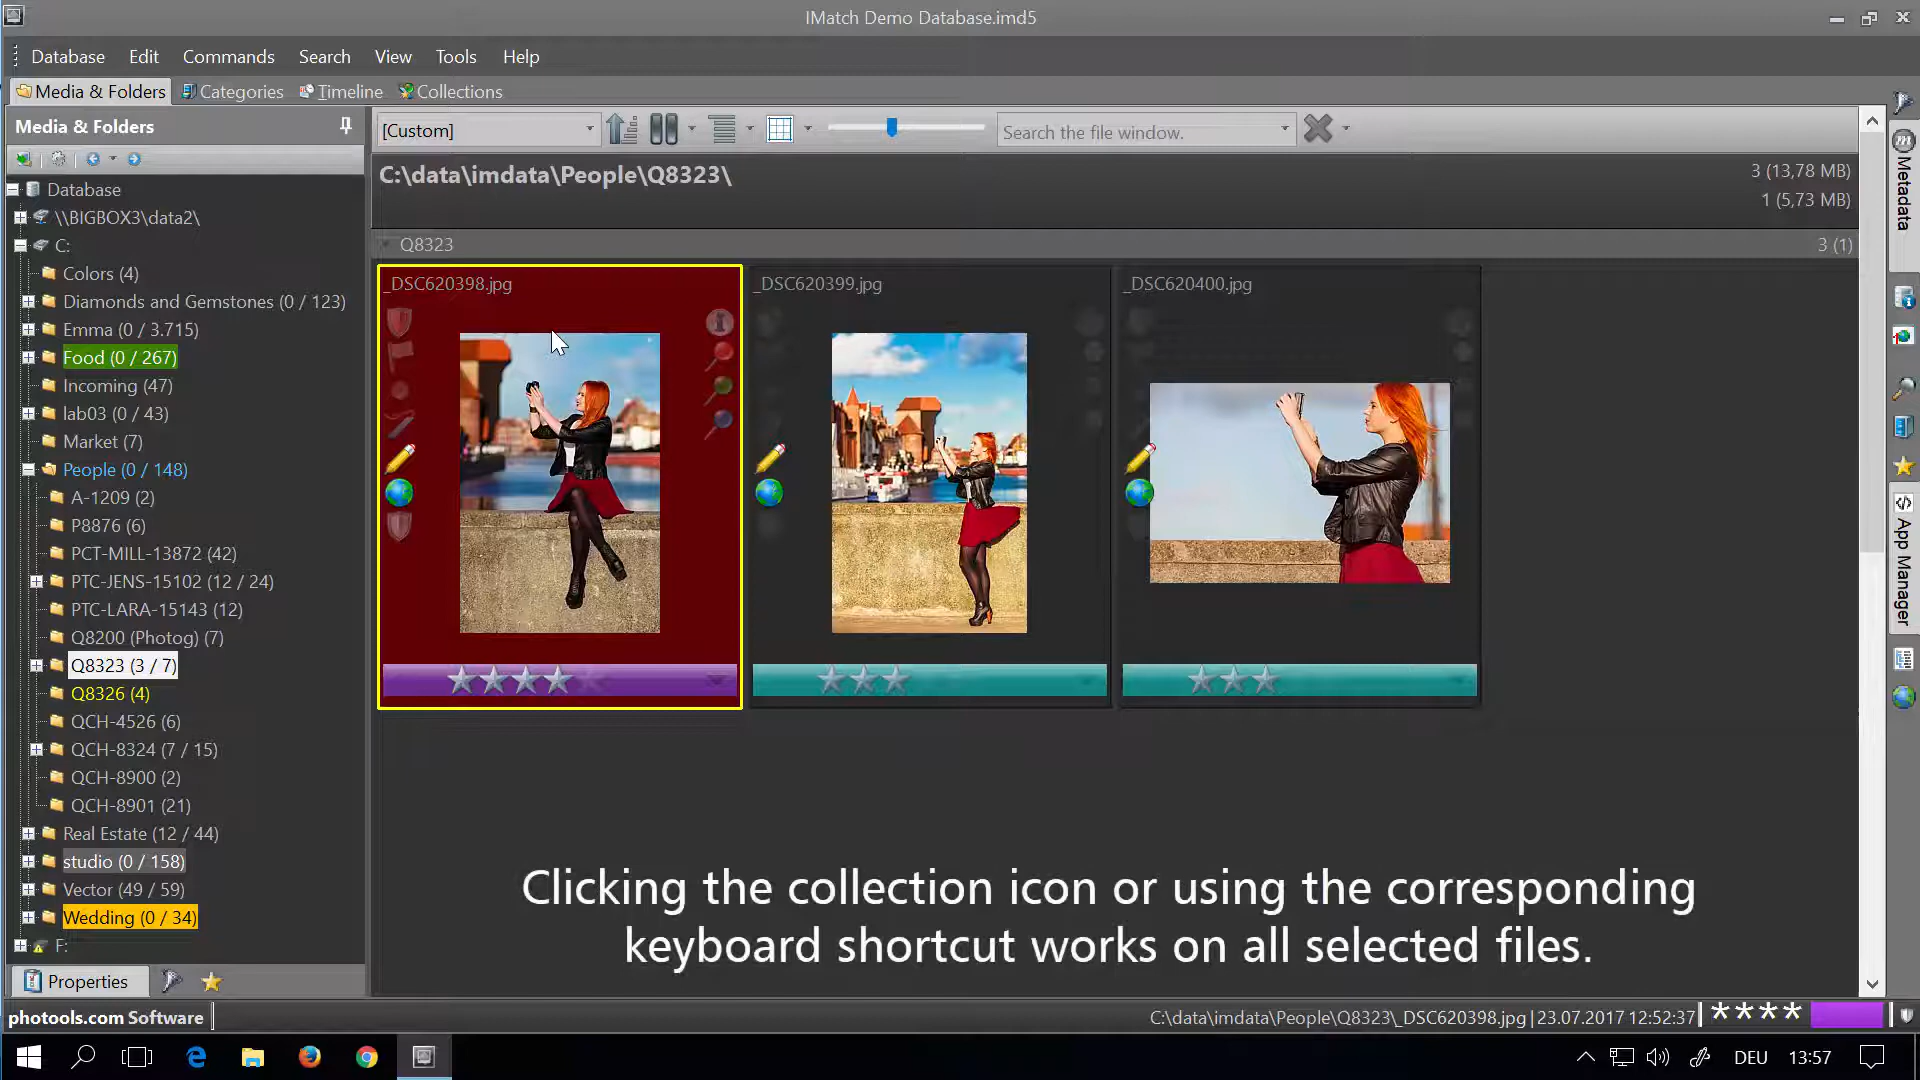 IMatch Demo Database.imd5
Database Edit Commands Search View Tools Help
Media & Folders Categories Timeline Collections
Media & Folders
[Custom]
Search the file window.
C:\data\imdata\People\Q8323\
3 (13,78 MB)
1 (5,73 MB)
Database
\\BIGBOX3\data2\
C:
Colors (4)
Diamonds and Gemstones (0 / 123)
Emma (0 / 3.715)
Food (0 / 267)
Incoming (47)
lab03 (0 / 43)
Market (7)
People (0 / 148)
A-1209 (2)
P8876 (6)
PCT-MILL-13872 (42)
PTC-JENS-15102 (12 / 24)
PTC-LARA-15143 (12)
Q8200 (Photog) (7)
Q8323 (3 / 7)
Q8326 (4)
QCH-4526 (6)
QCH-8324 (7 / 15)
QCH-8900 (2)
QCH-8901 (21)
Real Estate (12 / 44)
studio (0 / 158)
Vector (49 / 59)
Wedding (0 / 34)
F:
Properties
Q8323
3 (1)
_DSC620398.jpg
_DSC620399.jpg
_DSC620400.jpg
Clicking the collection icon or using the corresponding
keyboard shortcut works on all selected files.
Metadata
App Manager
photools.com Software
C:\data\imdata\People\Q8323\_DSC620398.jpg | 23.07.2017 12:52:37
****
DEU 13:57